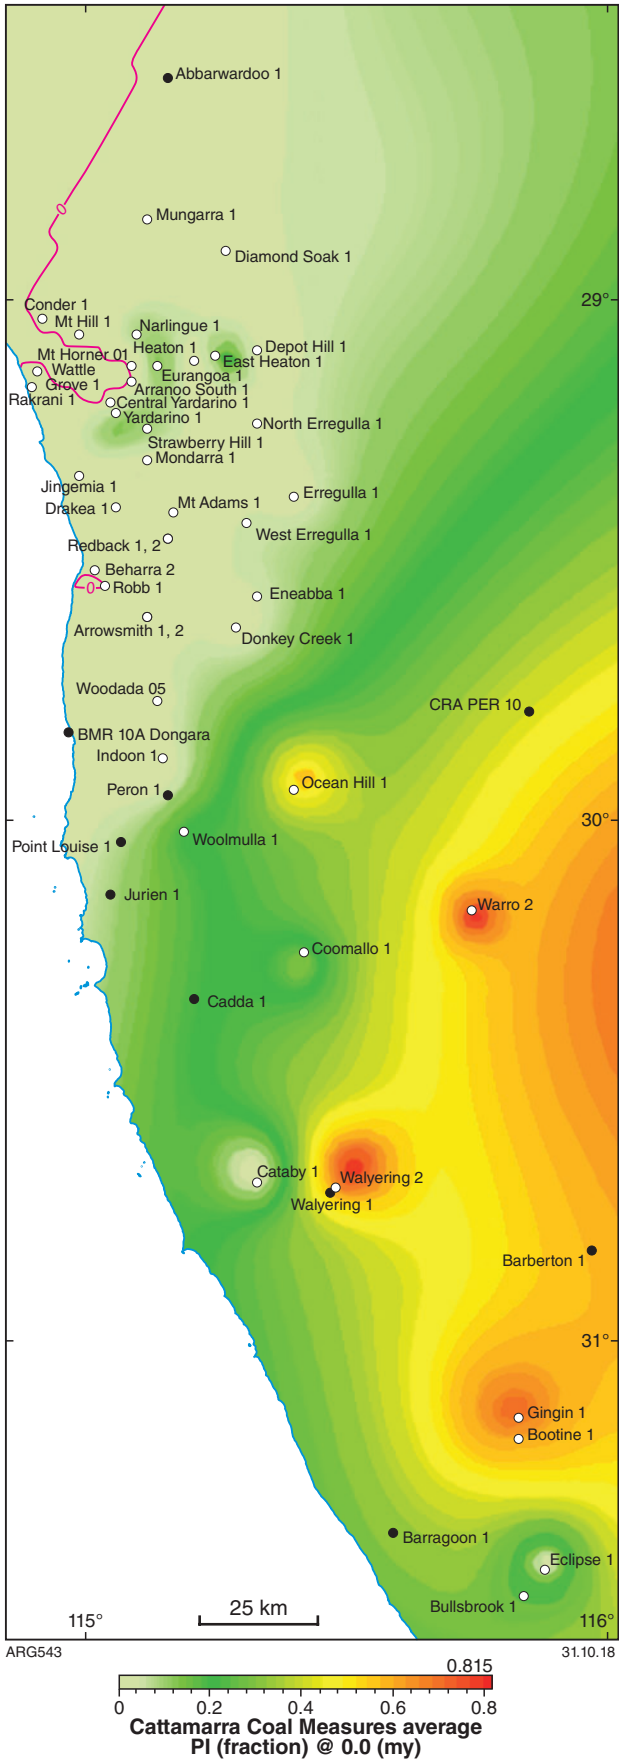 Abbarwardoo 1
0
Mungarra 1
Diamond Soak 1
29°
Conder 1
Mt Hill 1
Narlingue 1
Heaton 1
Depot Hill 1
Mt Horner 01
East Heaton 1
Wattle
Grove 1
Eurangoa 1
Arranoo South 1
Rakrani 1
Central Yardarino 1
Yardarino 1
North Erregulla 1
Strawberry Hill 1
Mondarra 1
Jingemia 1
Erregulla 1
Drakea 1
Mt Adams 1
West Erregulla 1
Redback 1, 2
Beharra 2
0
Robb 1
Eneabba 1
Arrowsmith 1, 2
Donkey Creek 1
Woodada 05
CRA PER 10
BMR 10A Dongara
Indoon 1
Ocean Hill 1
Peron 1
30°
Woolmulla 1
Point Louise 1
Jurien 1
Warro 2
Coomallo 1
Cadda 1
Cataby 1
Walyering 2
Walyering 1
Barberton 1
31°
Gingin 1
Bootine 1
Barragoon 1
Eclipse 1
Bullsbrook 1
25 km
115°
116°
ARG543
31.10.18
0.815
0 0.2 0.4 0.6 0.8
Cattamarra Coal Measures average
PI (fraction) @ 0.0 (my)